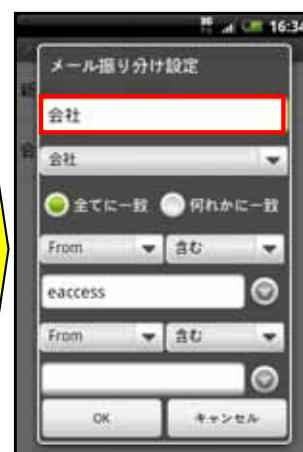 16:34
メール振り分け設定
会社
会社
全てに一致 何れかに一致
From 含む
eaccess
From 含む
OK キャンセル